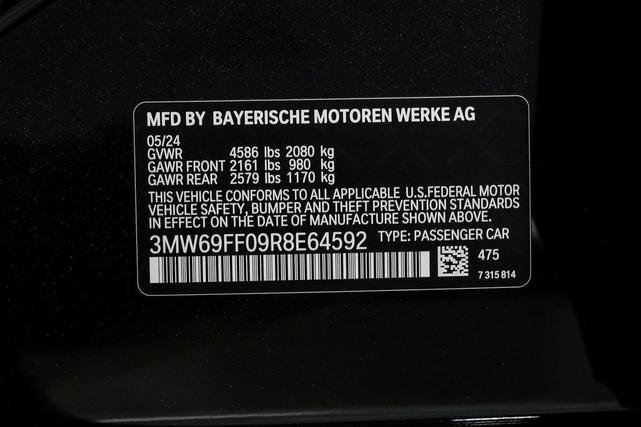 MFD BY BAYERISCHE MOTOREN WERKE AG
05/24
GVWR 4586 lbs 2080 kg
GAWR FRONT 2161 lbs 980 kg
GAWR REAR 2579 lbs 1170 kg
THIS VEHICLE CONFORMS TO ALL APPLICABLE U.S.FEDERAL MOTOR
VEHICLE SAFETY, BUMPER AND THEFT PREVENTION STANDARDS
IN EFFECT ON THE DATE OF MANUFACTURE SHOWN ABOVE.
3MW69FF09R8E64592 TYPE: PASSENGER CAR
475
7 315 814